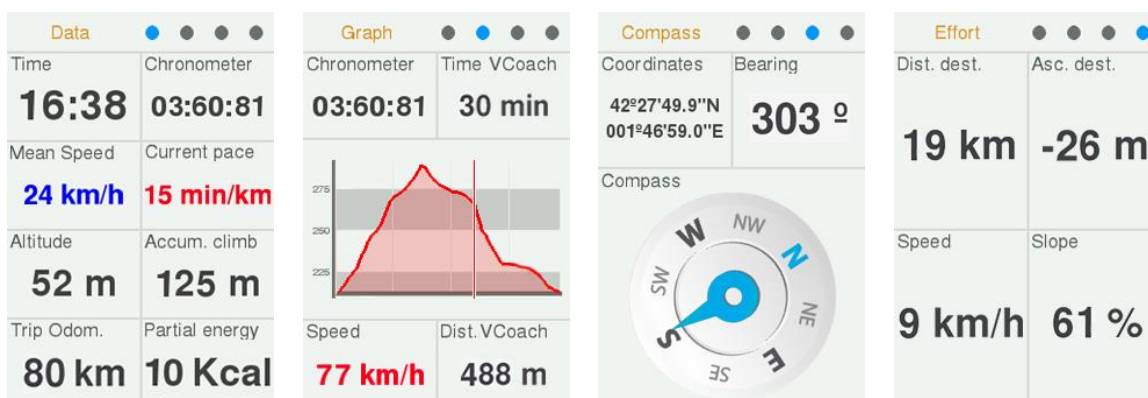 Data
Time
Chronometer
16:38
03:60:81
Mean Speed
Current pace
24 km/h
15 min/km
Altitude
Accum. climb
52 m
125 m
Trip Odom.
Partial energy
80 km
10 Kcal
Graph
Chronometer
Time VCoach
03:60:81
30 min
275
250
225
Speed
Dist.VCoach
77 km/h
488 m
Compass
Coordinates
Bearing
42º27'49.9"N
001º46'59.0"E
303 º
Compass
W
NW
N
SW
NE
S
SE
E
Effort
Dist. dest.
Asc. dest.
19 km
-26 m
Speed
Slope
9 km/h
61 %